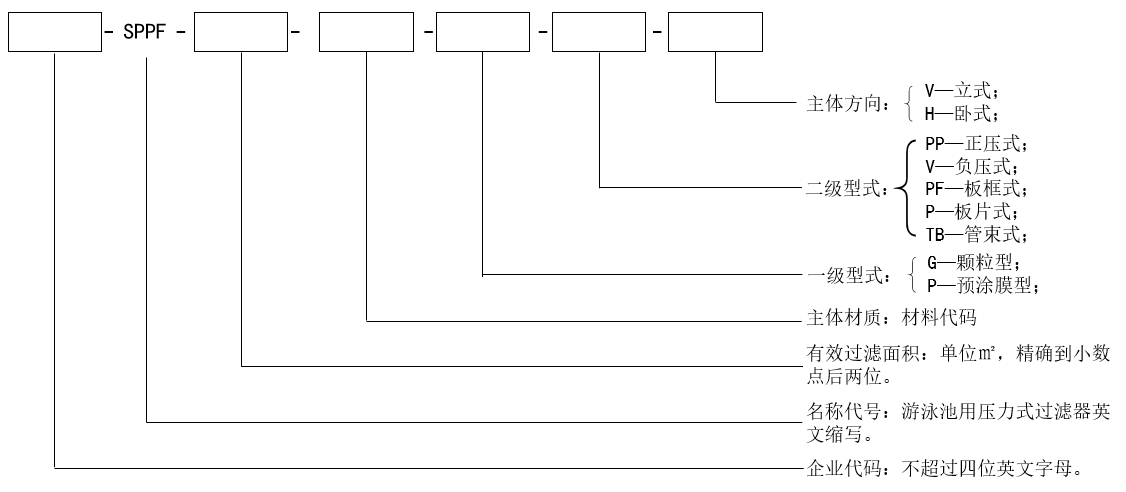 - SPPF - - - - -
主体方向：
V—立式；
H—卧式；
二级型式：
PP—正压式；
V—负压式；
PF—板框式；
P—板片式；
TB—管束式；
一级型式：
G—颗粒型；
P—预涂膜型；
主体材质：材料代码
有效过滤面积：单位㎡，精确到小数
点后两位。
名称代号：游泳池用压力式过滤器英
文缩写。
企业代码：不超过四位英文字母。